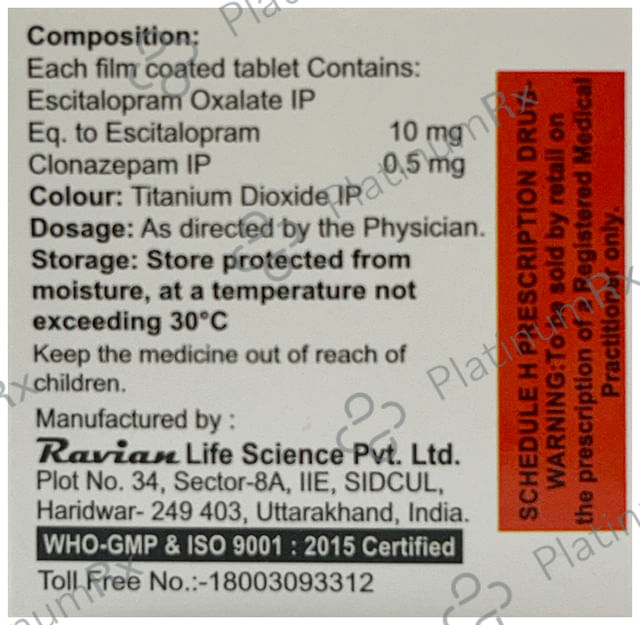 Composition:
Each film coated tablet Contains:
Escitalopram Oxalate IP
Eq. to Escitalopram 10 mg
Clonazepam IP 0.5 mg
Colour: Titanium Dioxide IP
Dosage: As directed by the Physician.
Storage: Store protected from
moisture, at a temperature not
exceeding 30°C
Keep the medicine out of reach of
children.
Manufactured by :
Ravian Life Science Pvt. Ltd.
Plot No. 34, Sector-8A, IIE, SIDCUL,
Haridwar- 249 403, Uttarakhand, India.
WHO-GMP & ISO 9001 : 2015 Certified
Toll Free No.:-18003093312
SCHEDULE H PRESCRIPTION DRUG-
WARNING:To be sold by retail on
the prescription of a Registered Medical
Practitioner only.
PlatinumRx
PlatinumRx